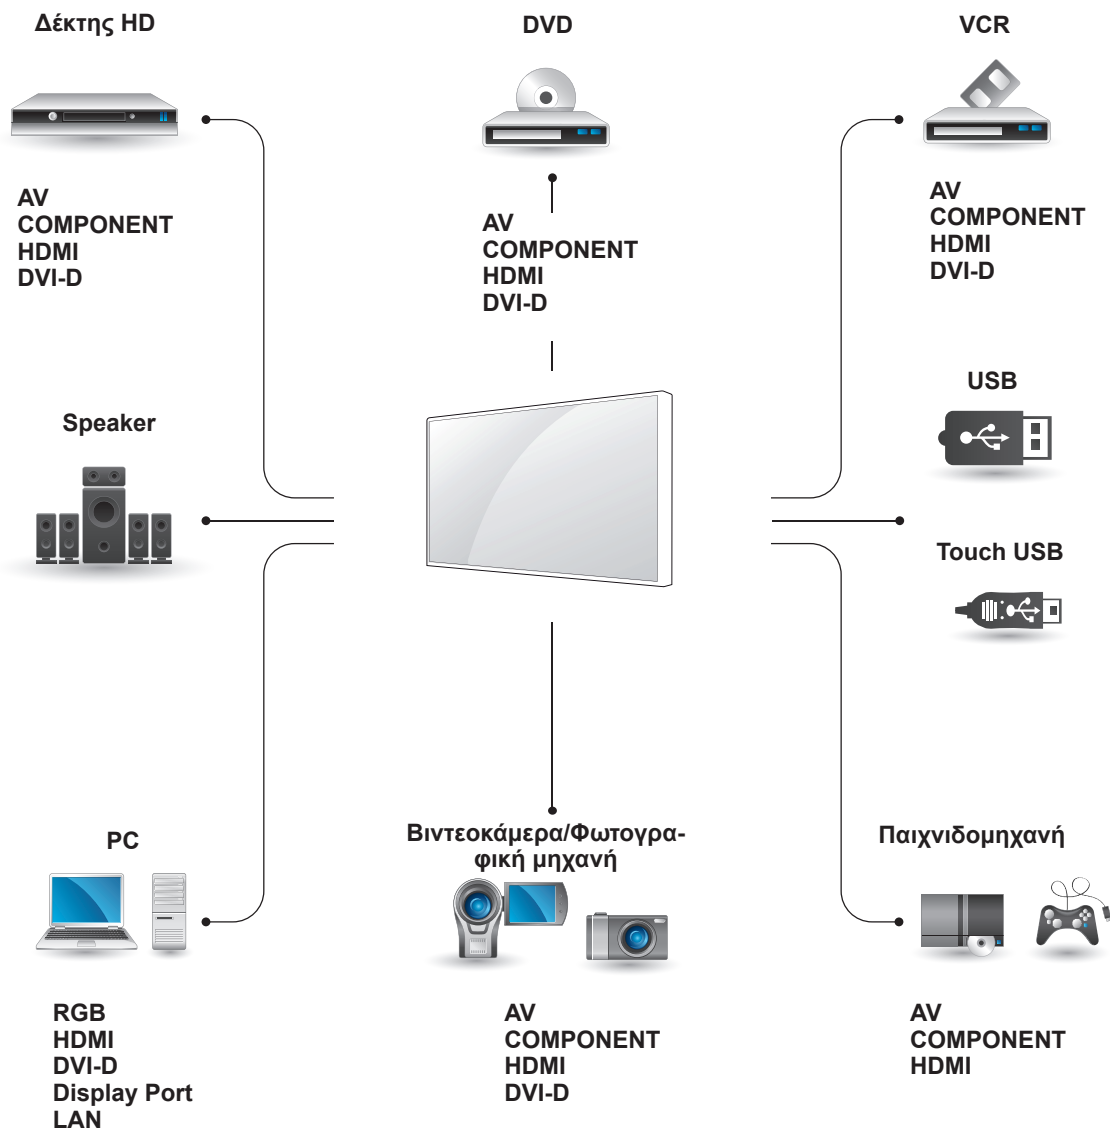 Δέκτης HD
AV
COMPONENT
HDMI
DVI-D
DVD
AV
COMPONENT
HDMI
DVI-D
VCR
AV
COMPONENT
HDMI
DVI-D
Speaker
USB
Touch USB
PC
RGB
HDMI
DVI-D
Display Port
LAN
Βιντεοκάμερα/Φωτογρα-
φική μηχανή
AV
COMPONENT
HDMI
DVI-D
Παιχνιδομηχανή
AV
COMPONENT
HDMI